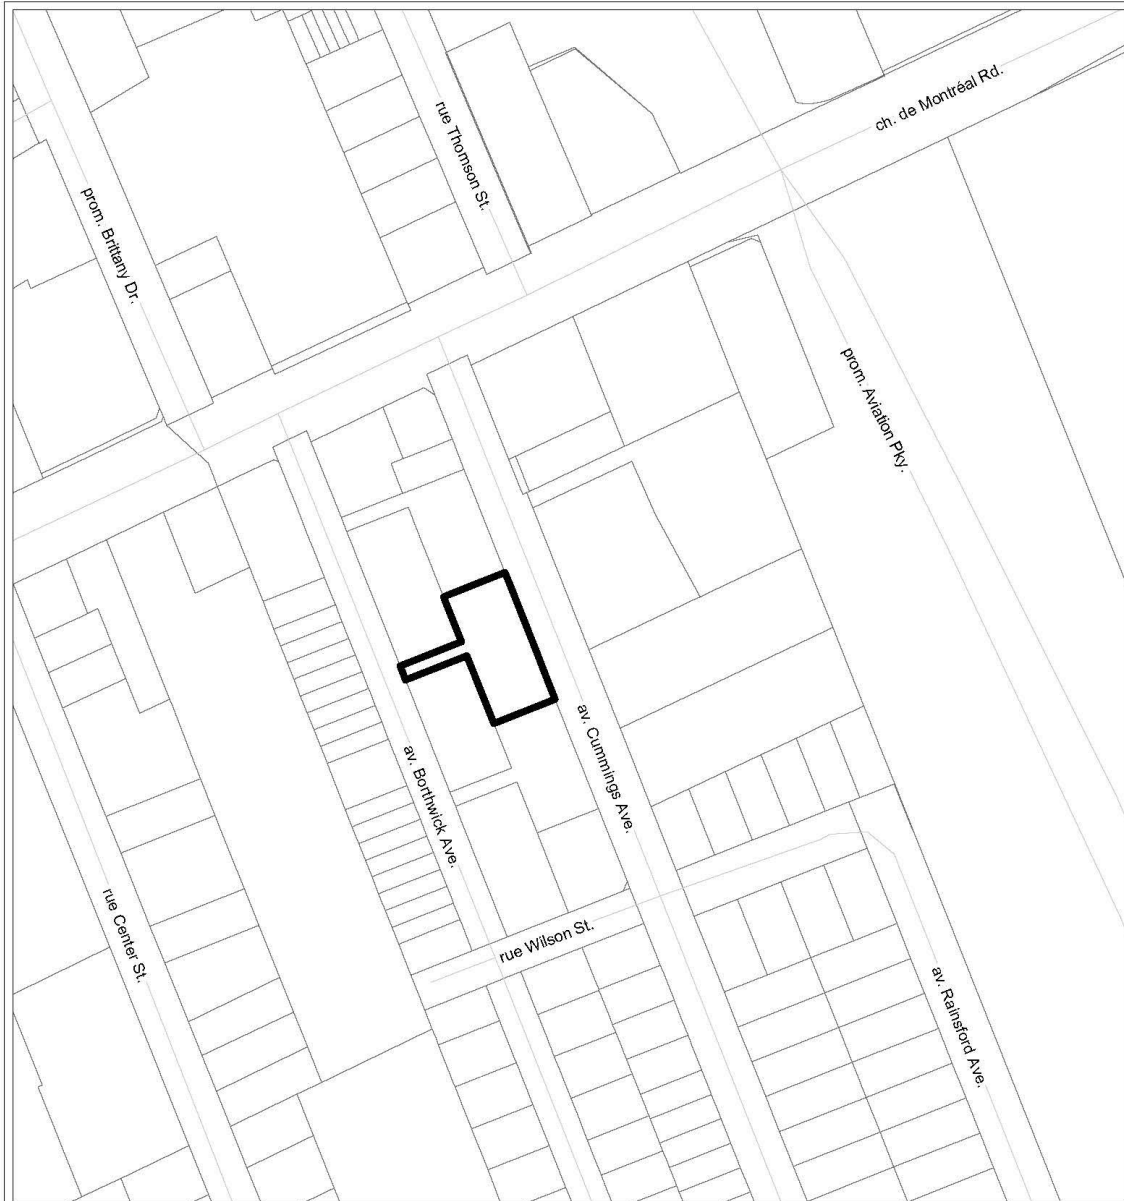 ch. de Montréal Rd.
rue Thomson St.
prom. Brittany Dr.
prom. Aviation Pky.
av. Cummings Ave.
av. Borthwick Ave.
rue Center St.
rue Wilson St.
av. Rainsford Ave.